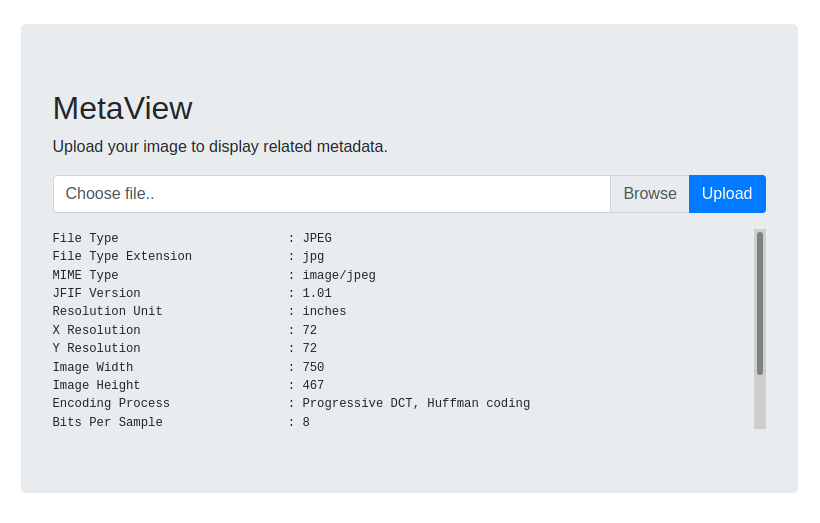 MetaView
Upload your image to display related metadata.
Choose file.. Browse Upload
File Type : JPEG
File Type Extension : jpg
MIME Type : image/jpeg
JFIF Version : 1.01
Resolution Unit : inches
X Resolution : 72
Y Resolution : 72
Image Width : 750
Image Height : 467
Encoding Process : Progressive DCT, Huffman coding
Bits Per Sample : 8